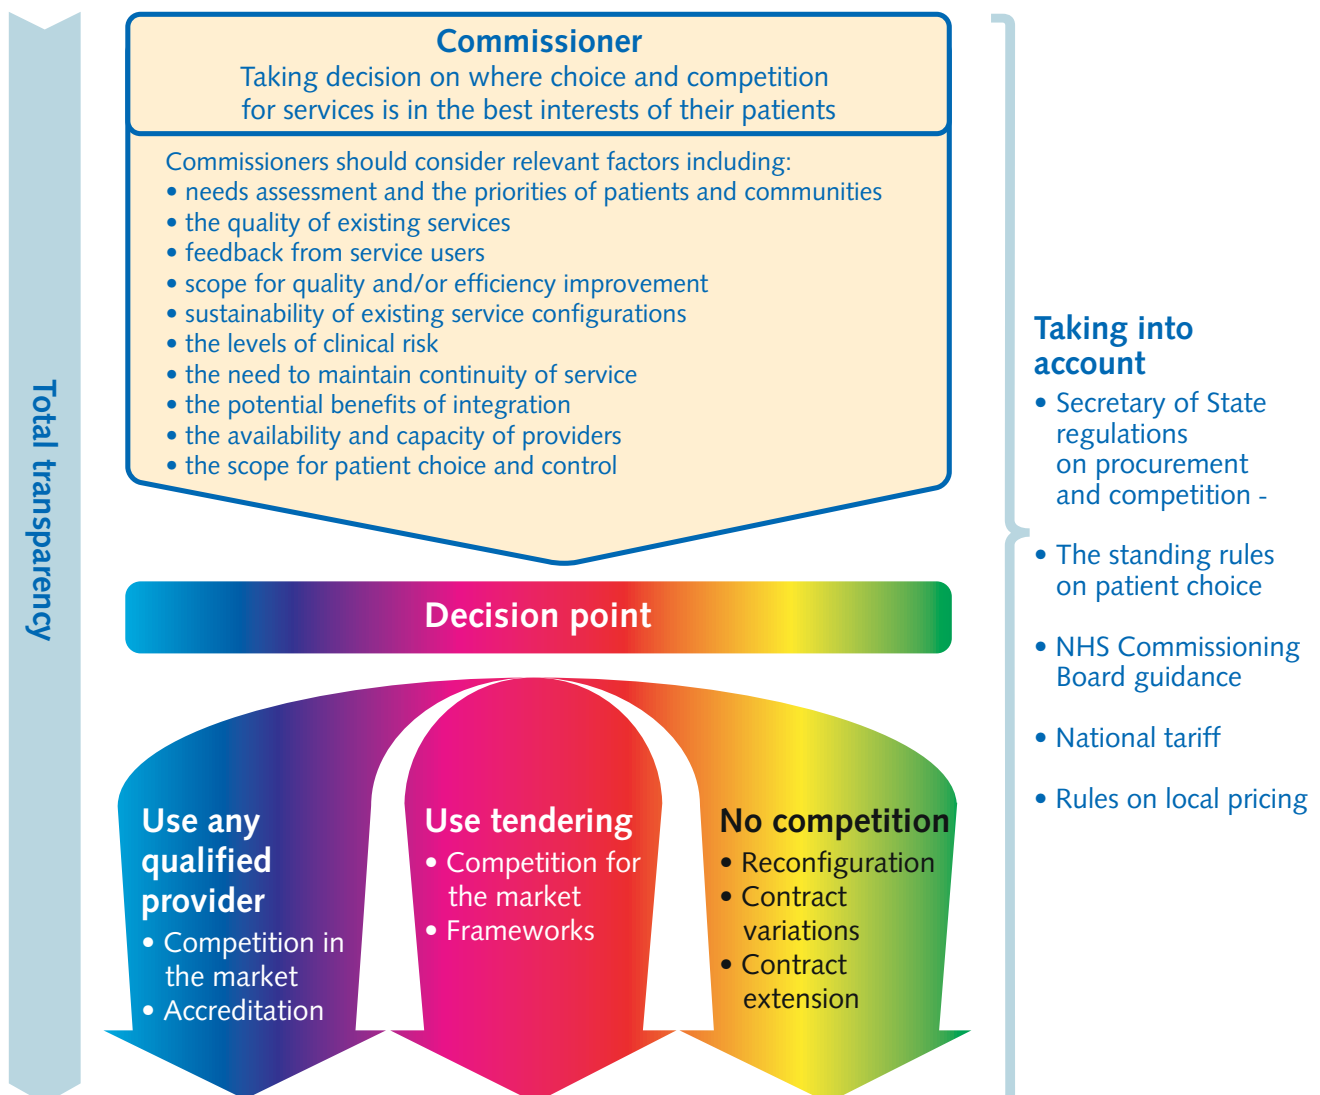 Total transparency
Commissioner
Taking decision on where choice and competition
for services is in the best interests of their patients
Commissioners should consider relevant factors including:
• needs assessment and the priorities of patients and communities
• the quality of existing services
• feedback from service users
• scope for quality and/or efficiency improvement
• sustainability of existing service configurations
• the levels of clinical risk
• the need to maintain continuity of service
• the potential benefits of integration
• the availability and capacity of providers
• the scope for patient choice and control
Decision point
Use any
qualified
provider
• Competition in
the market
• Accreditation
Use tendering
• Competition for
the market
• Frameworks
No competition
• Reconfiguration
• Contract
variations
• Contract
extension
Taking into
account
• Secretary of State
regulations
on procurement
and competition -
• The standing rules
on patient choice
• NHS Commissioning
Board guidance
• National tariff
• Rules on local pricing